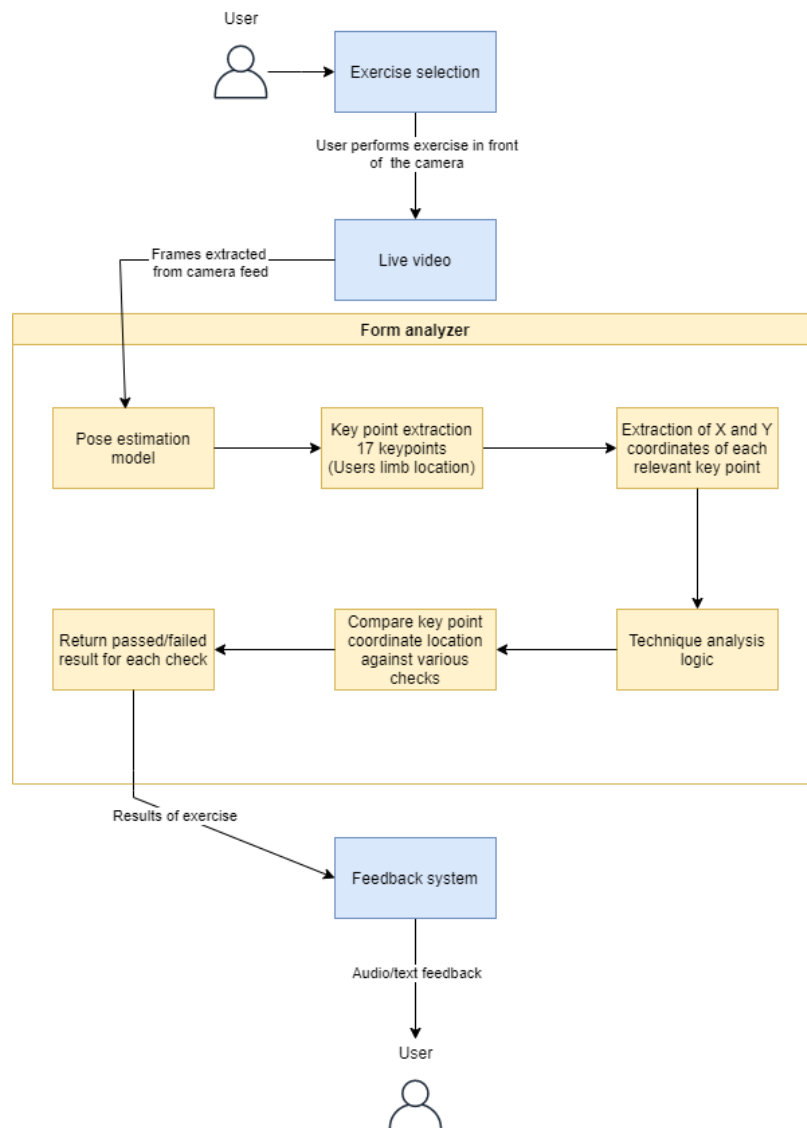 User
Exercise selection
User performs exercise in front
of the camera
Live video
Frames extracted
from camera feed
Form analyzer
Pose estimation
model
Key point extraction
17 keypoints
(Users limb location)
Extraction of X and Y
coordinates of each
relevant key point
Technique analysis
logic
Compare key point
coordinate location
against various
checks
Return passed/failed
result for each check
Results of exercise
Feedback system
Audio/text feedback
User